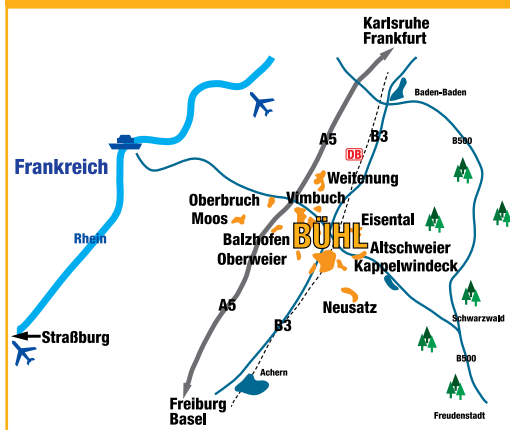 Karlsruhe
Frankfurt
Baden-Baden
A5
B3
B500
DB
Frankreich
Weitenung
Oberbruch
Vimbuch
Moos
Eisental
Rhein
Balzhofen
BÜHL
Altschweier
Oberweier
Kappelwindeck
A5
Neusatz
B3
Schwarzwald
Straßburg
B500
Achern
Freiburg
Basel
Freudenstadt